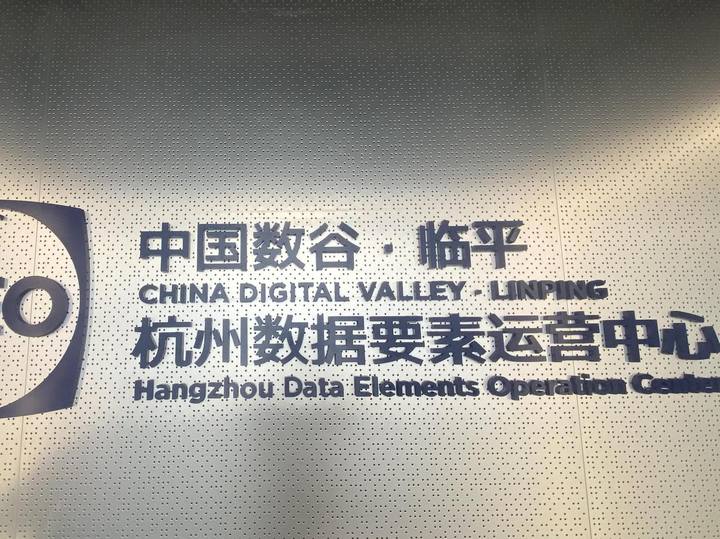 中国数谷·临平
CHINA DIGITAL VALLEY · LINPING
杭州数据要素运营中心
Hangzhou Data Elements Operation Center